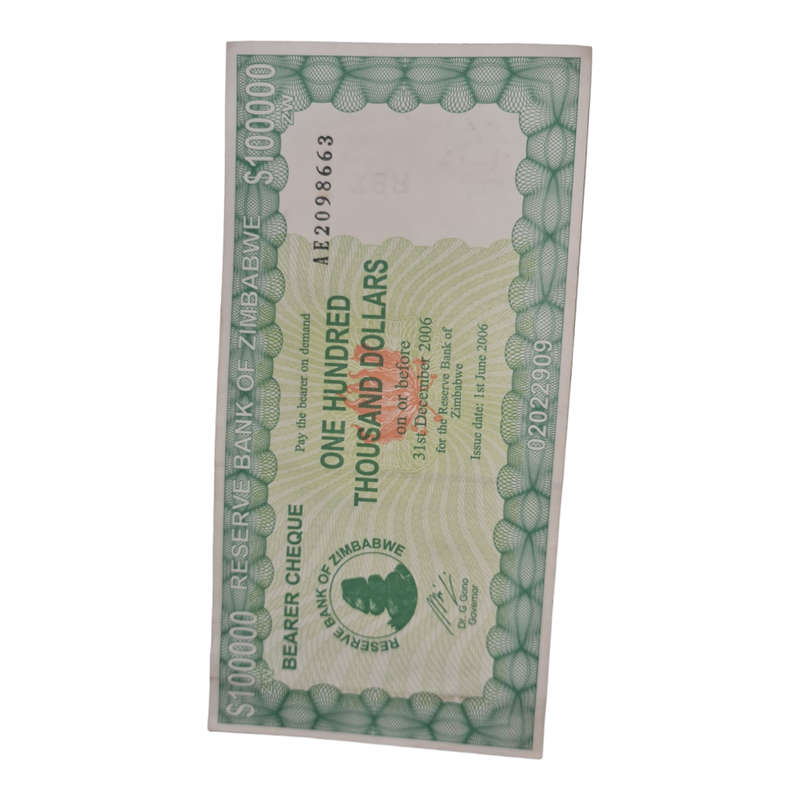 $100000 RESERVE BANK OF ZIMBABWE $100000
ZW
BEARER CHEQUE
Pay the bearer on demand
AE2098663
ONE HUNDRED
THOUSAND DOLLARS
on or before
31st December 2006
for the Reserve Bank of
Zimbabwe
Issue date: 1st June 2006
RESERVE BANK OF ZIMBABWE
Dr. G Gono
Governor
02022909